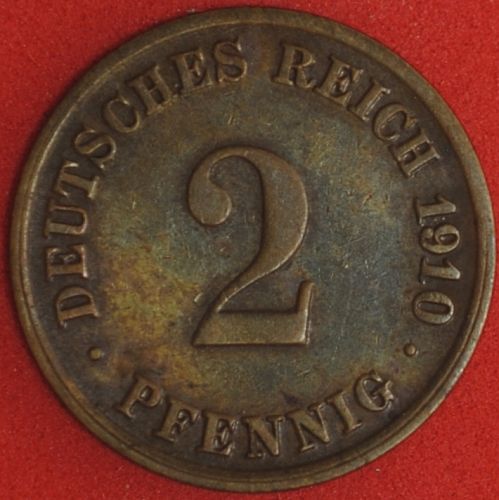 DEUTSCHES REICH 1910
2
· PFENNIG ·